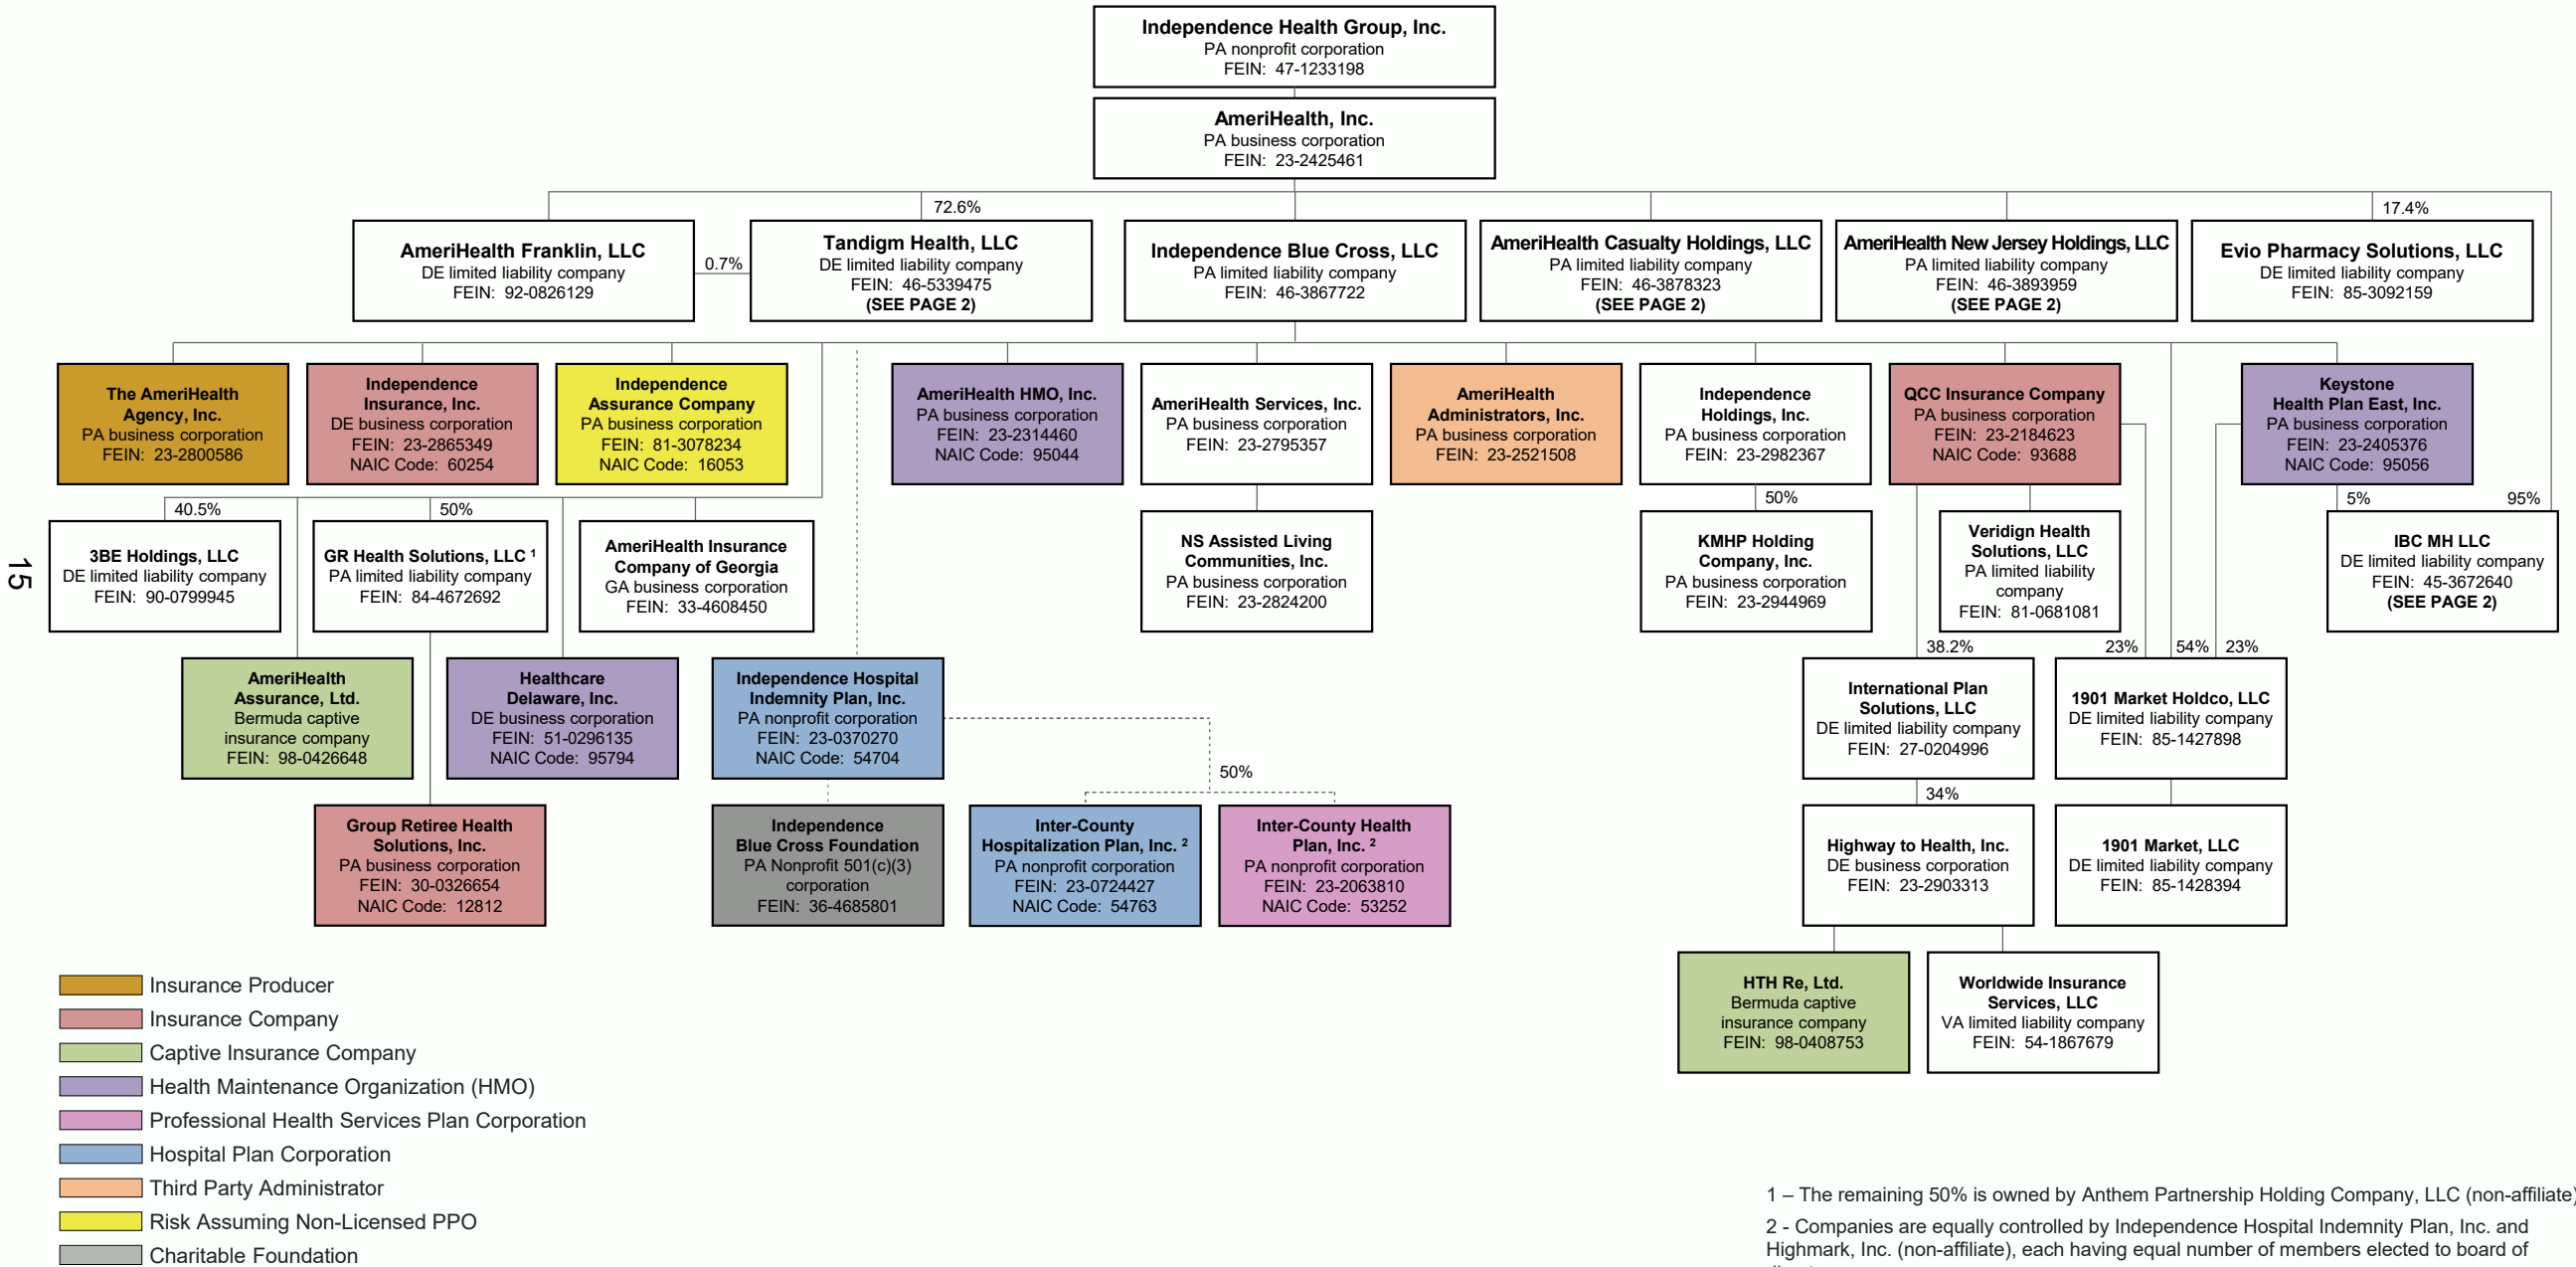 Independence Health Group, Inc.
PA nonprofit corporation
FEIN: 47-1233198
AmeriHealth, Inc.
PA business corporation
FEIN: 23-2425461
72.6%
17.4%
AmeriHealth Franklin, LLC
DE limited liability company
FEIN: 92-0826129
0.7%
Tandigm Health, LLC
DE limited liability company
FEIN: 46-5339475
(SEE PAGE 2)
Independence Blue Cross, LLC
PA limited liability company
FEIN: 46-3867722
AmeriHealth Casualty Holdings, LLC
PA limited liability company
FEIN: 46-3878323
(SEE PAGE 2)
AmeriHealth New Jersey Holdings, LLC
PA limited liability company
FEIN: 46-3893959
(SEE PAGE 2)
Evio Pharmacy Solutions, LLC
DE limited liability company
FEIN: 85-3092159
The AmeriHealth
Agency, Inc.
PA business corporation
FEIN: 23-2800586
Independence
Insurance, Inc.
DE business corporation
FEIN: 23-2865349
NAIC Code: 60254
Independence
Assurance Company
PA business corporation
FEIN: 81-3078234
NAIC Code: 16053
AmeriHealth HMO, Inc.
PA business corporation
FEIN: 23-2314460
NAIC Code: 95044
AmeriHealth Services, Inc.
PA business corporation
FEIN: 23-2795357
AmeriHealth
Administrators, Inc.
PA business corporation
FEIN: 23-2521508
Independence
Holdings, Inc.
PA business corporation
FEIN: 23-2982367
QCC Insurance Company
PA business corporation
FEIN: 23-2184623
NAIC Code: 93688
Keystone
Health Plan East, Inc.
PA business corporation
FEIN: 23-2405376
NAIC Code: 95056
40.5%
50%
50%
5%
95%
3BE Holdings, LLC
DE limited liability company
FEIN: 90-0799945
GR Health Solutions, LLC 1
PA limited liability company
FEIN: 84-4672692
AmeriHealth Insurance
Company of Georgia
GA business corporation
FEIN: 33-4608450
NS Assisted Living
Communities, Inc.
PA business corporation
FEIN: 23-2824200
KMHP Holding
Company, Inc.
PA business corporation
FEIN: 23-2944969
Veridign Health
Solutions, LLC
PA limited liability
company
FEIN: 81-0681081
IBC MH LLC
DE limited liability company
FEIN: 45-3672640
(SEE PAGE 2)
15
38.2%
23%
54%
23%
AmeriHealth
Assurance, Ltd.
Bermuda captive
insurance company
FEIN: 98-0426648
Healthcare
Delaware, Inc.
DE business corporation
FEIN: 51-0296135
NAIC Code: 95794
Independence Hospital
Indemnity Plan, Inc.
PA nonprofit corporation
FEIN: 23-0370270
NAIC Code: 54704
International Plan
Solutions, LLC
DE limited liability company
FEIN: 27-0204996
1901 Market Holdco, LLC
DE limited liability company
FEIN: 85-1427898
50%
34%
Group Retiree Health
Solutions, Inc.
PA business corporation
FEIN: 30-0326654
NAIC Code: 12812
Independence
Blue Cross Foundation
PA Nonprofit 501(c)(3)
corporation
FEIN: 36-4685801
Inter-County
Hospitalization Plan, Inc. 2
PA nonprofit corporation
FEIN: 23-0724427
NAIC Code: 54763
Inter-County Health
Plan, Inc. 2
PA nonprofit corporation
FEIN: 23-2063810
NAIC Code: 53252
Highway to Health, Inc.
DE business corporation
FEIN: 23-2903313
1901 Market, LLC
DE limited liability company
FEIN: 85-1428394
HTH Re, Ltd.
Bermuda captive
insurance company
FEIN: 98-0408753
Worldwide Insurance
Services, LLC
VA limited liability company
FEIN: 54-1867679
Insurance Producer
Insurance Company
Captive Insurance Company
Health Maintenance Organization (HMO)
Professional Health Services Plan Corporation
Hospital Plan Corporation
Third Party Administrator
Risk Assuming Non-Licensed PPO
Charitable Foundation
1 – The remaining 50% is owned by Anthem Partnership Holding Company, LLC (non-affiliate)
2 - Companies are equally controlled by Independence Hospital Indemnity Plan, Inc. and
Highmark, Inc. (non-affiliate), each having equal number of members elected to board of